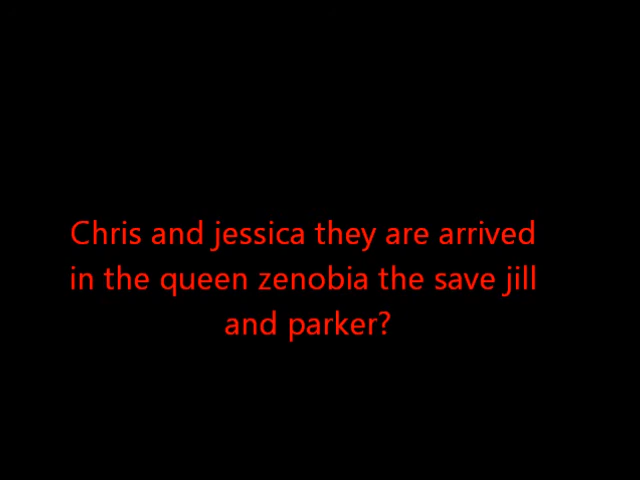 Chris and jessica they are arrived
in the queen zenobia the save jill
and parker?